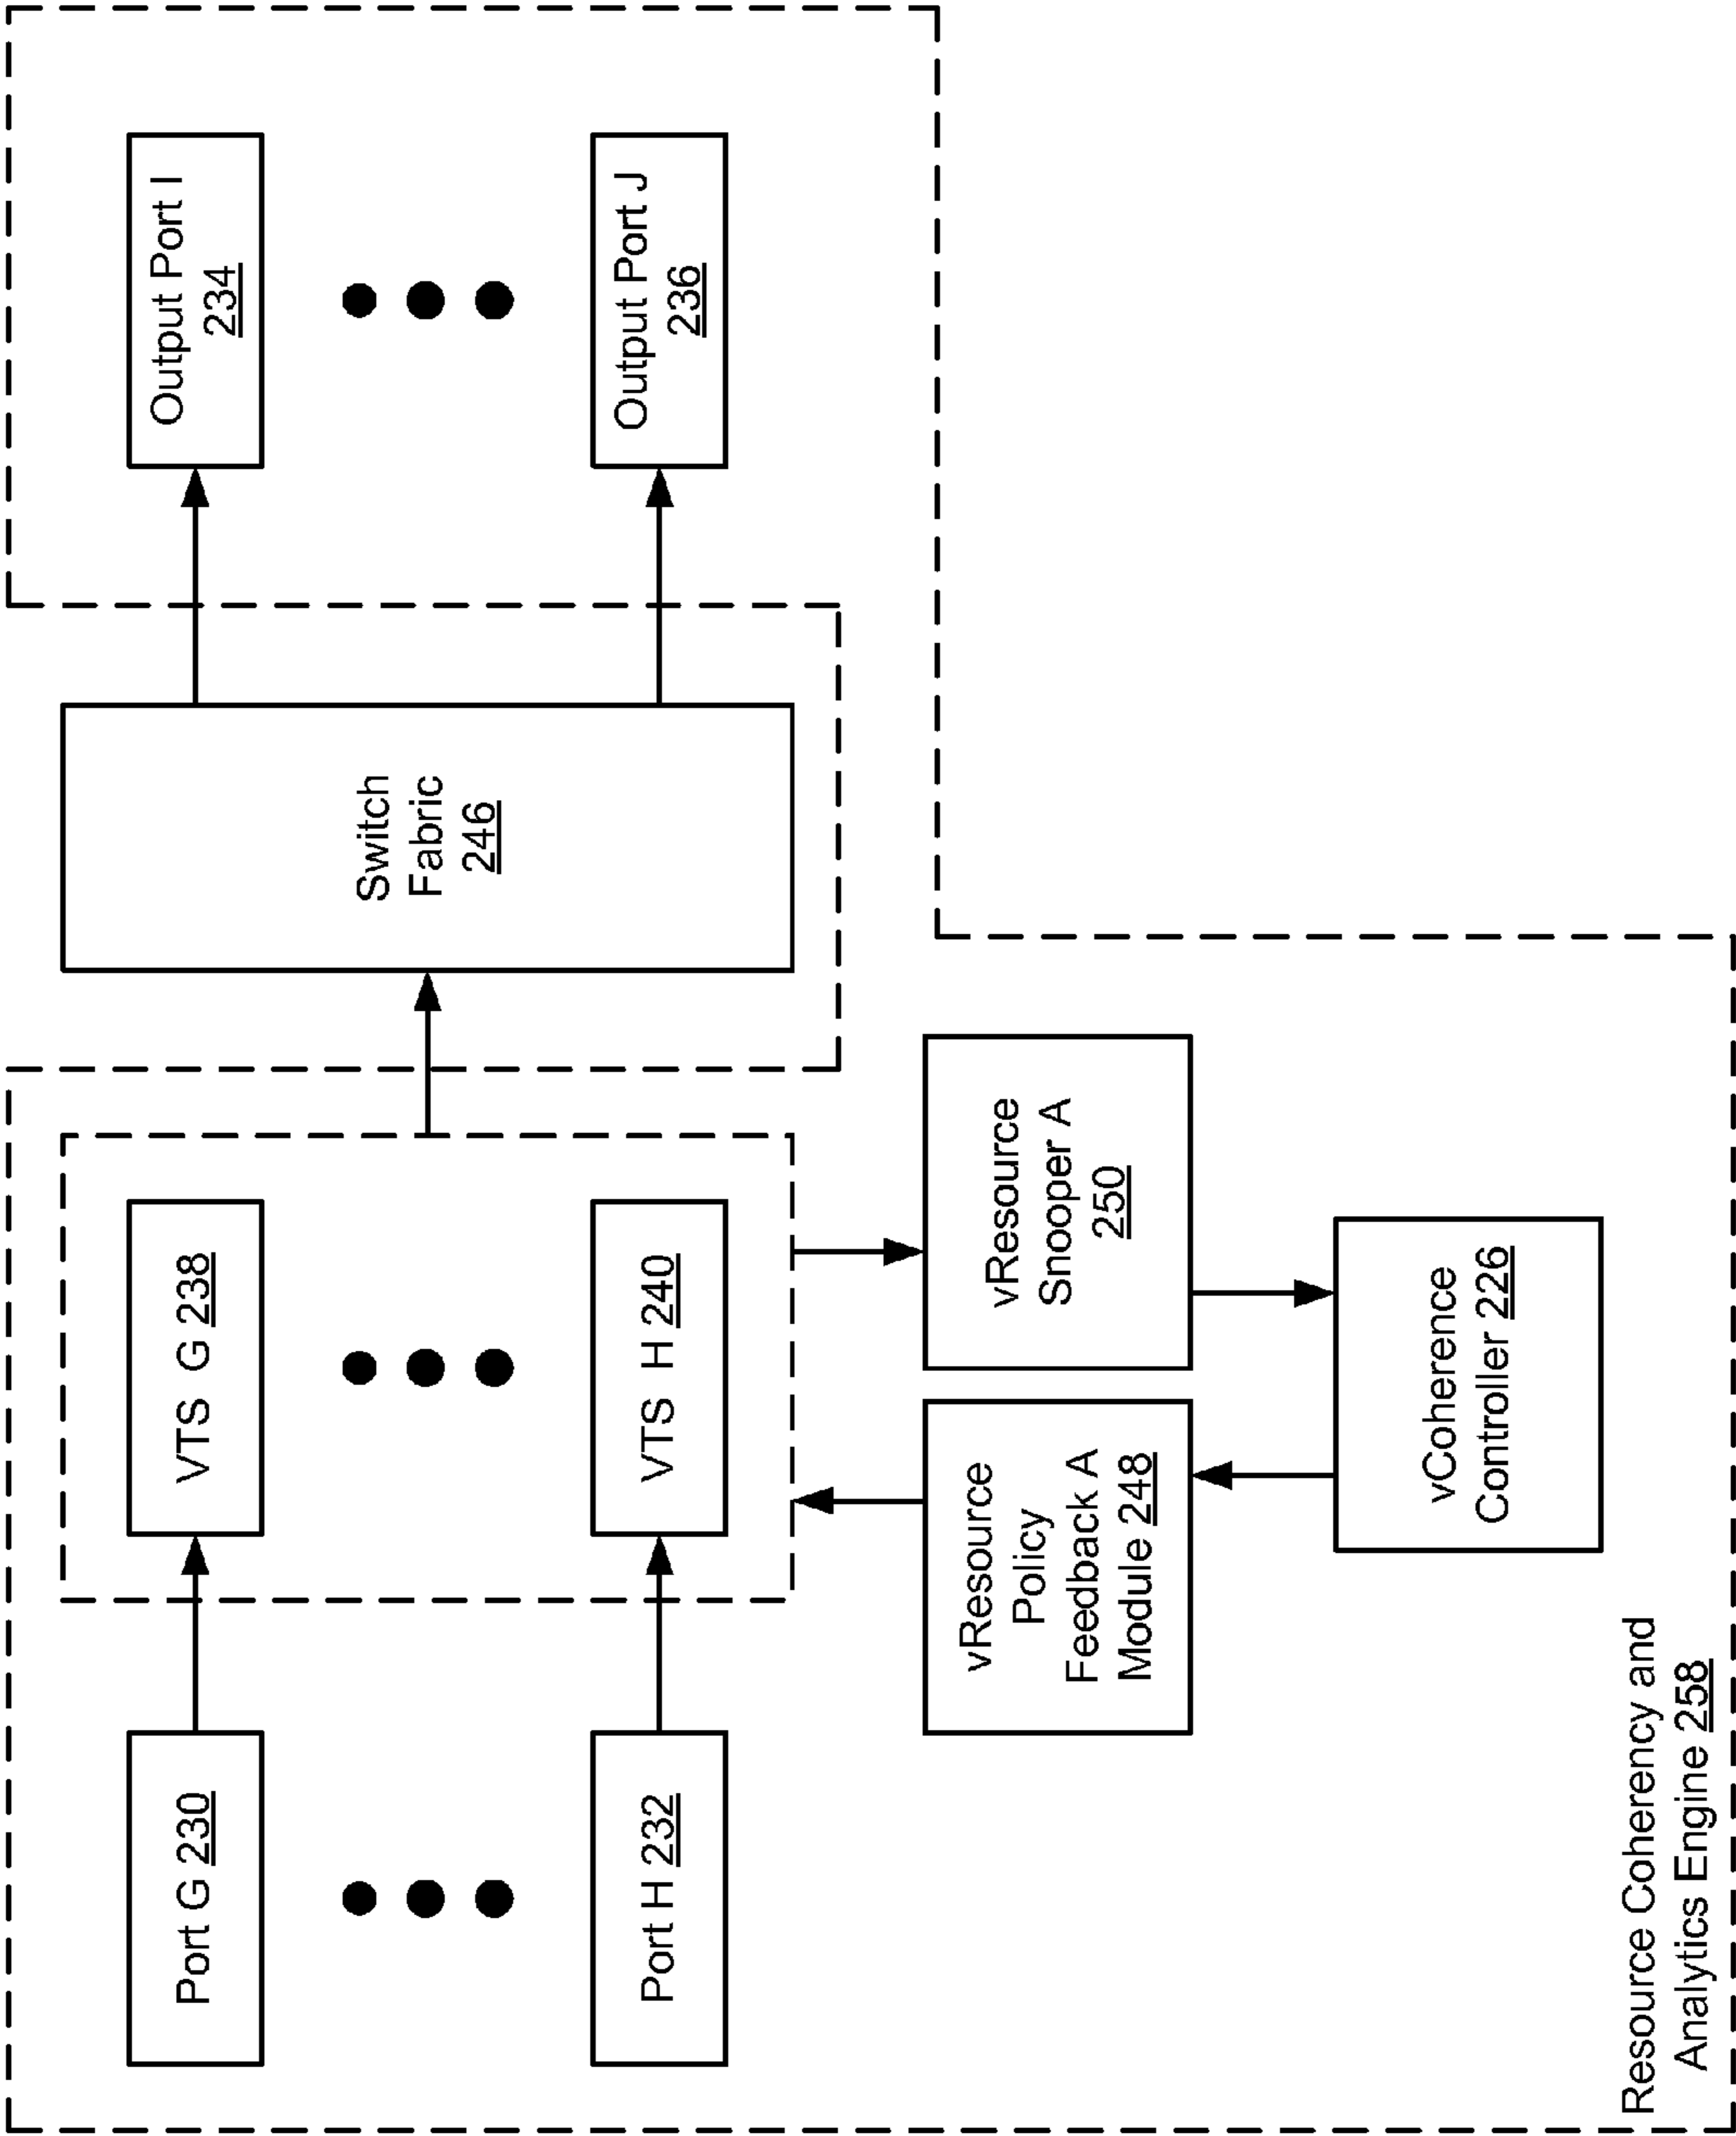 Port G 230
VTS G 238
Switch
Fabric
246
Output Port I
234
Port H 232
VTS H 240
Output Port J
236
vResource
Policy
Feedback A
Module 248
vResource
Snooper A
250
vCoherence
Controller 226
Resource Coherency and
Analytics Engine 258